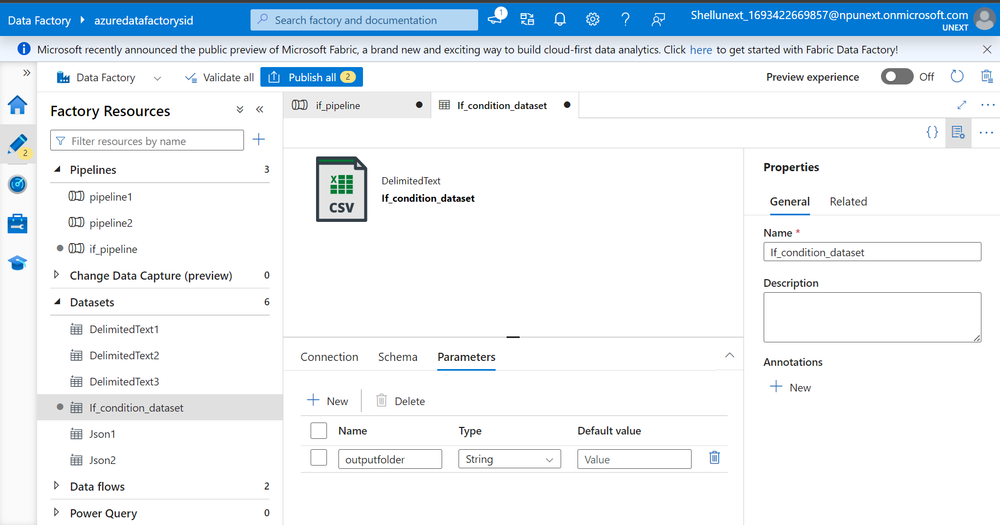 Data Factory azuredatafactorysid
Search factory and documentation
1
Shellunext_1693422669857@npunext.onmicrosoft.com
UNEXT
Microsoft recently announced the public preview of Microsoft Fabric, a brand new and exciting way to build cloud-first data analytics. Click here to get started with Fabric Data Factory!
Data Factory
Validate all
Publish all 2
Preview experience
Off
2
Factory Resources
Filter resources by name
Pipelines 3
pipeline1
pipeline2
if_pipeline
Change Data Capture (preview) 0
Datasets 6
DelimitedText1
DelimitedText2
DelimitedText3
If_condition_dataset
Json1
Json2
Data flows 2
Power Query 0
if_pipeline
If_condition_dataset
{}
X
CSV
DelimitedText
If_condition_dataset
Connection Schema Parameters
New Delete
Name Type Default value
outputfolder String Value
Properties
General Related
Name *
If_condition_dataset
Description
Annotations
New